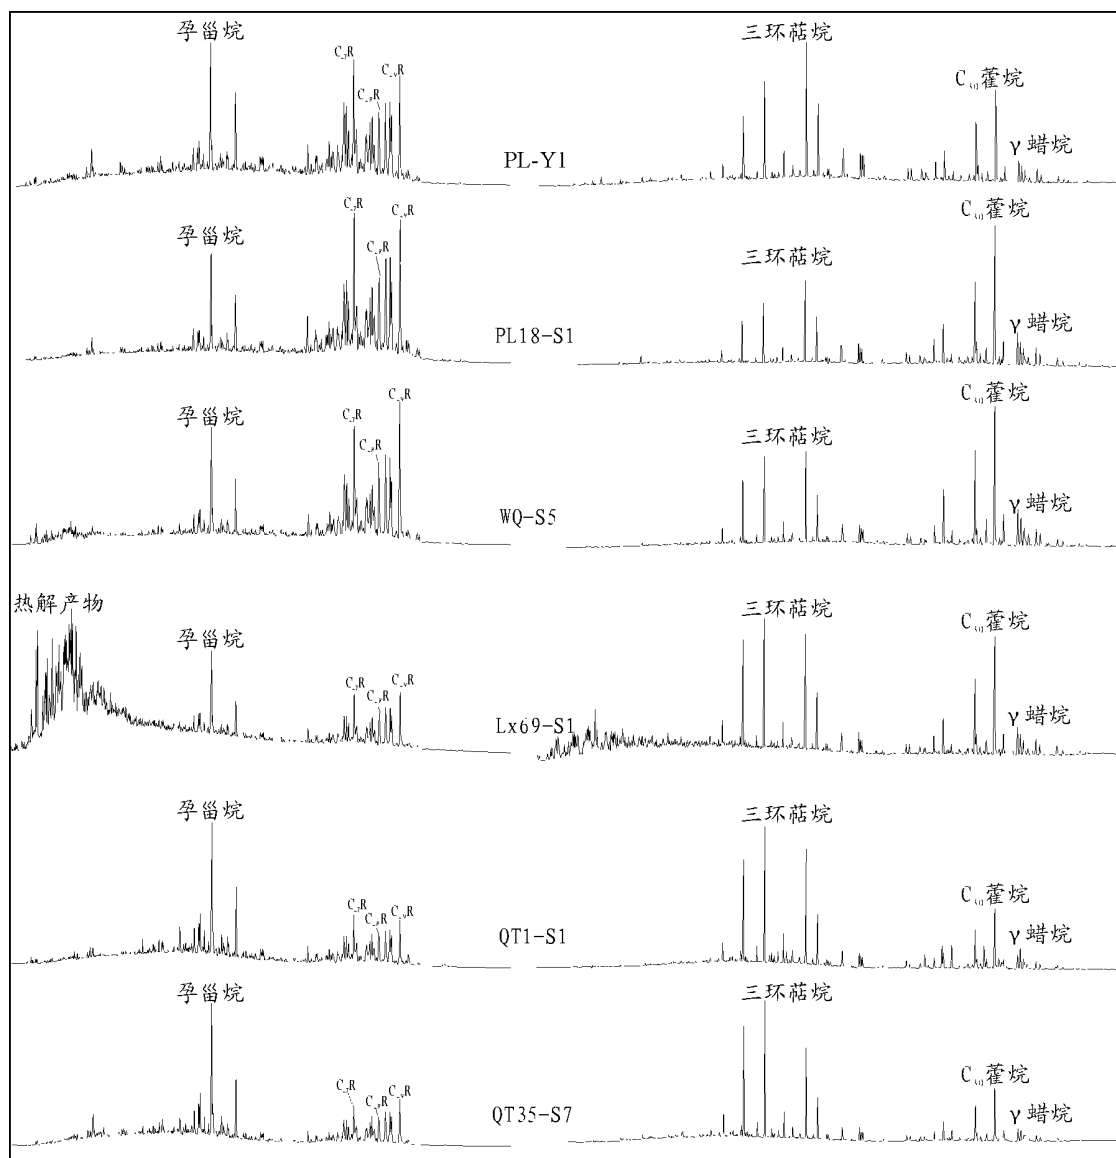 孕甾烷 三环萜烷
C₂₇R C₂₉R C₃₀藿烷
C₂₈R γ蜡烷
PL-Y1
C₂₇R C₂₉R C₃₀藿烷
孕甾烷 C₂₈R 三环萜烷
γ蜡烷
PL18-S1
C₂₇R C₂₉R C₃₀藿烷
孕甾烷 三环萜烷
C₂₈R γ蜡烷
WQ-S5
热解产物 三环萜烷
孕甾烷 C₃₀藿烷
C₂₇R C₂₈R C₂₉R
Lx69-S1 γ蜡烷
孕甾烷 三环萜烷
C₃₀藿烷
C₂₇R C₂₈R C₂₉R γ蜡烷
QT1-S1
孕甾烷 三环萜烷
C₃₀藿烷
C₂₇R C₂₈R C₂₉R
QT35-S7 γ蜡烷